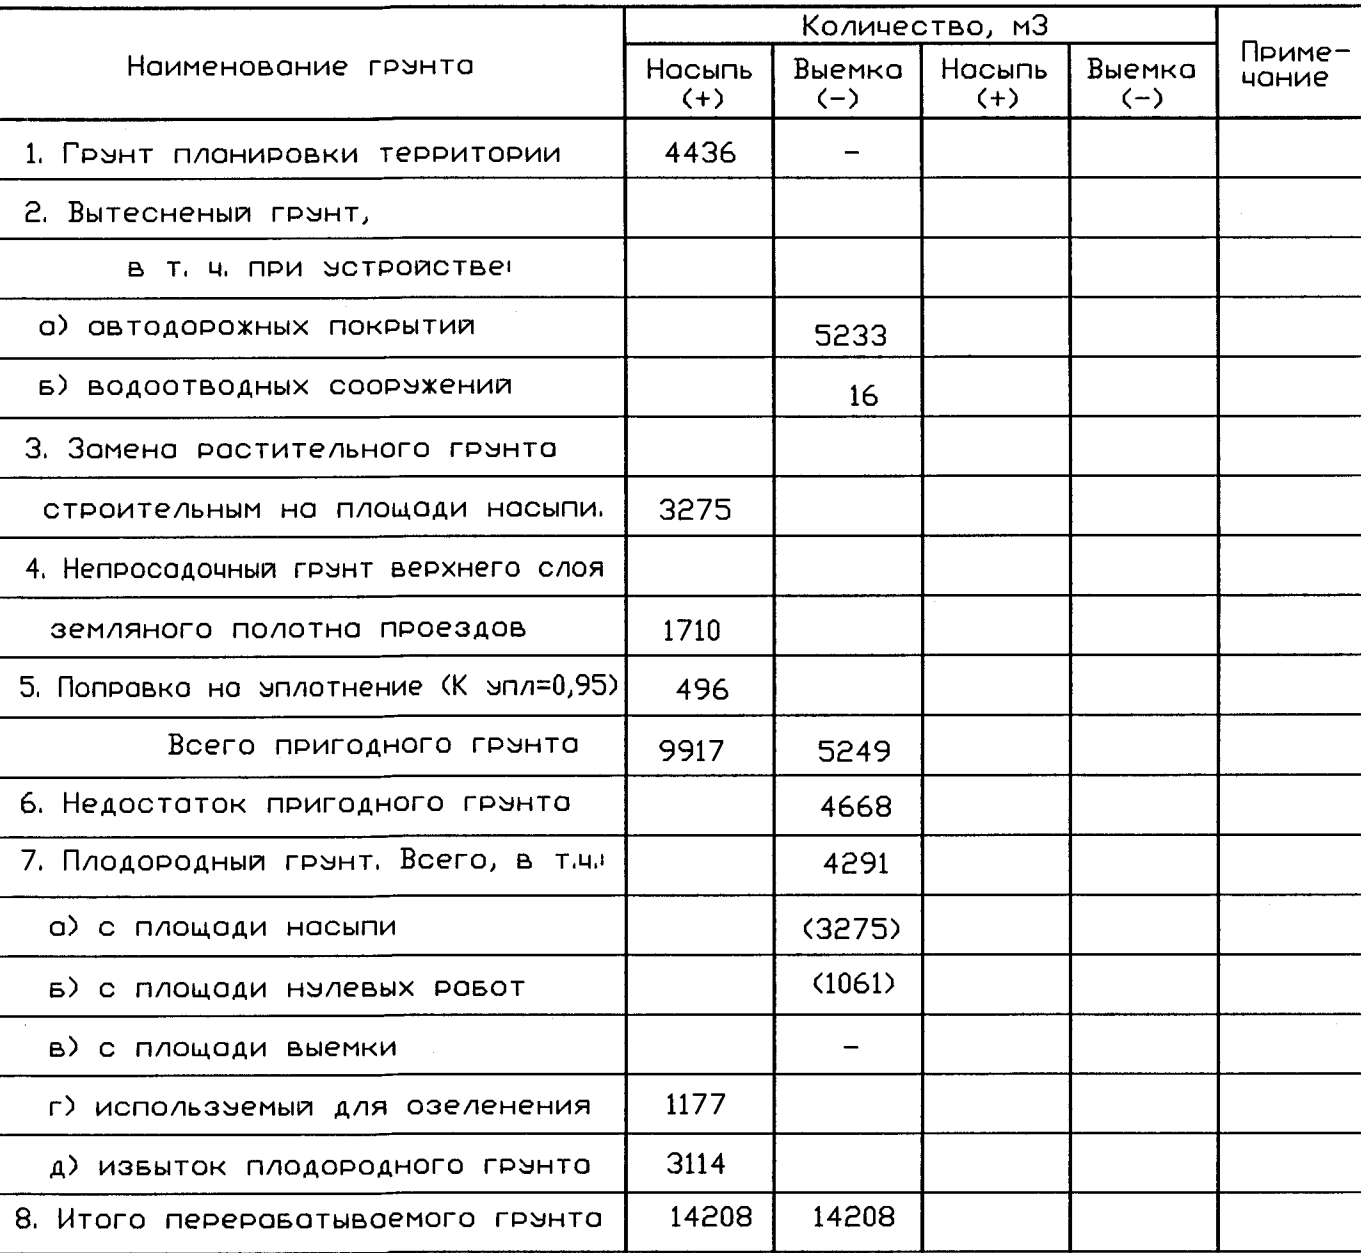 Наименование грунта Количество, м3 Приме-
чание
Насыпь
(+) Выемка
(-) Насыпь
(+) Выемка
(-)
1. Грунт планировки территории 4436 -
2. Вытесненый грунт,
в т. ч. при устройстве:
а) автодорожных покрытий 5233
б) водоотводных сооружений 16
3. Замена растительного грунта
строительным на площади насыпи. 3275
4. Непросадочный грунт верхнего слоя
земляного полотна проездов 1710
5. Поправка на уплотнение (К упл=0,95) 496
Всего пригодного грунта 9917 5249
6. Недостаток пригодного грунта 4668
7. Плодородный грунт. Всего, в т.ч.: 4291
а) с площади насыпи (3275)
б) с площади нулевых работ (1061)
в) с площади выемки -
г) используемый для озеленения 1177
д) избыток плодородного грунта 3114
8. Итого перерабатываемого грунта 14208 14208